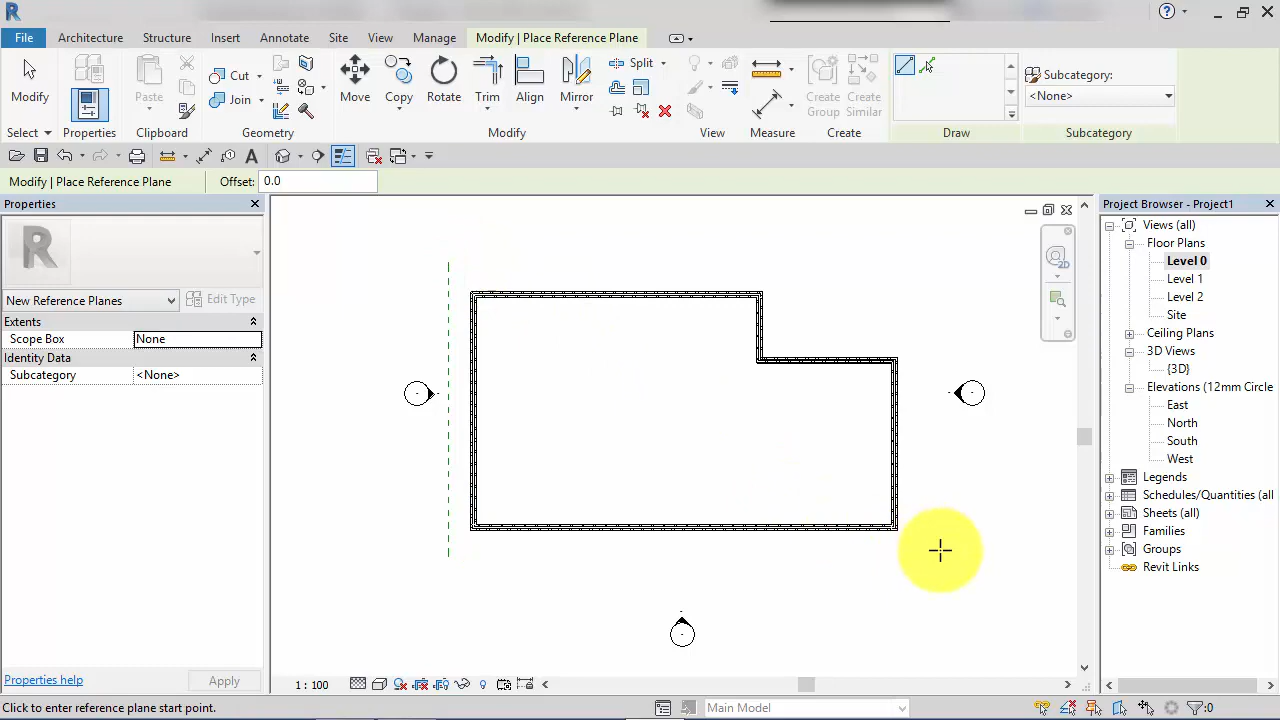 File Architecture Structure Insert Annotate Site View Manage Modify | Place Reference Plane
Modify Paste Cut Join Move Copy Rotate Trim Align Mirror Split Create Group Create Similar Subcategory: <None>
Select Properties Clipboard Geometry Modify View Measure Create Draw Subcategory
A
Modify | Place Reference Plane Offset: 0.0
Properties
R
New Reference Planes Edit Type
Extents
Scope Box None
Identity Data
Subcategory <None>
Properties help Apply
2D
Project Browser - Project1
Views (all)
Floor Plans
Level 0
Level 1
Level 2
Site
Ceiling Plans
3D Views
{3D}
Elevations (12mm Circle
East
North
South
West
Legends
Schedules/Quantities (all
Sheets (all)
Families
Groups
Revit Links
1 : 100
Click to enter reference plane start point. Main Model :0